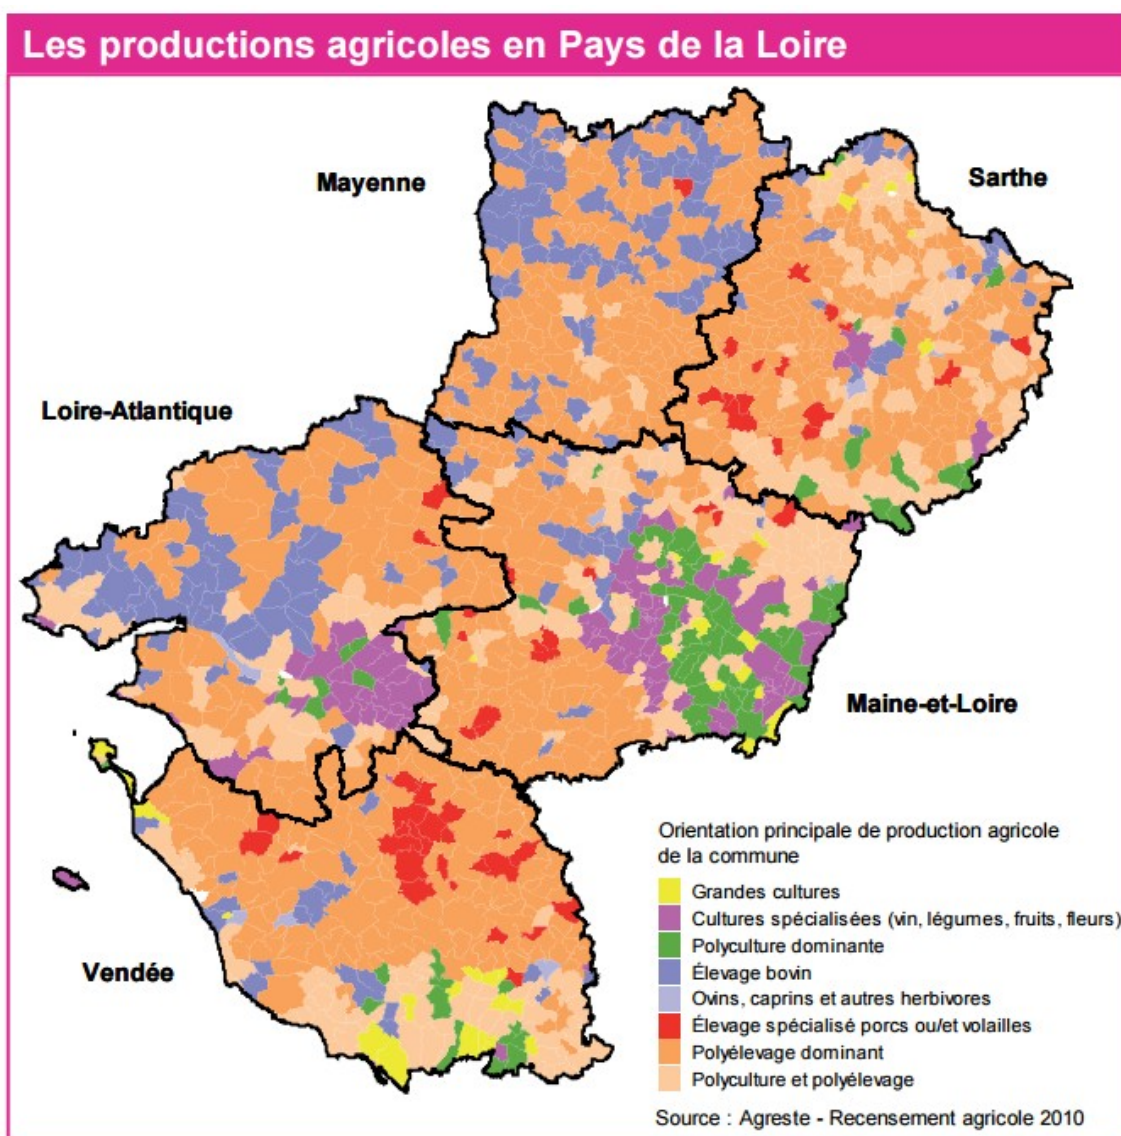 Les productions agricoles en Pays de la Loire
Mayenne
Sarthe
Loire-Atlantique
Maine-et-Loire
Vendée
Orientation principale de production agricole
de la commune
Grandes cultures
Cultures spécialisées (vin, légumes, fruits, fleurs)
Polyculture dominante
Élevage bovin
Ovins, caprins et autres herbivores
Élevage spécialisé porcs ou/et volailles
Polyélevage dominant
Polyculture et polyélevage
Source : Agreste - Recensement agricole 2010